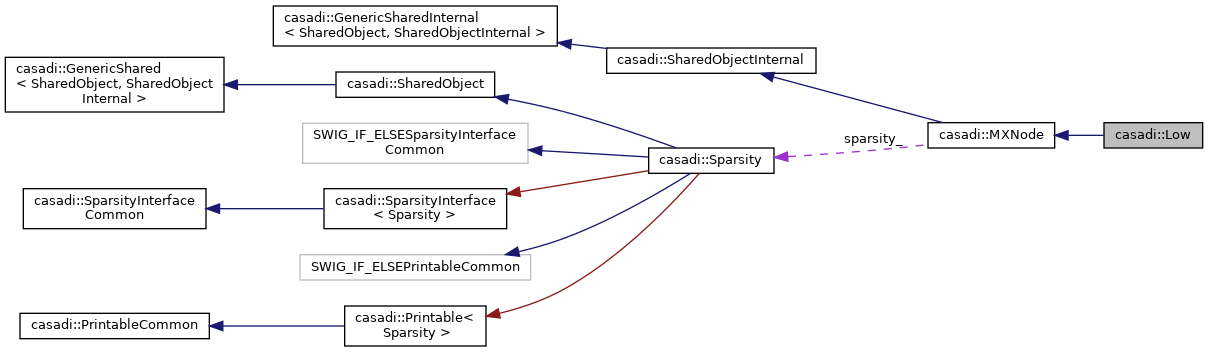 casadi::GenericSharedInternal
< SharedObject, SharedObjectInternal >
casadi::SharedObjectInternal
casadi::GenericShared
< SharedObject, SharedObject
Internal >
casadi::SharedObject
SWIG_IF_ELSESparsityInterface
Common
sparsity_
casadi::MXNode
casadi::Low
casadi::Sparsity
casadi::SparsityInterface
Common
casadi::SparsityInterface
< Sparsity >
SWIG_IF_ELSEPrintableCommon
casadi::PrintableCommon
casadi::Printable<
Sparsity >